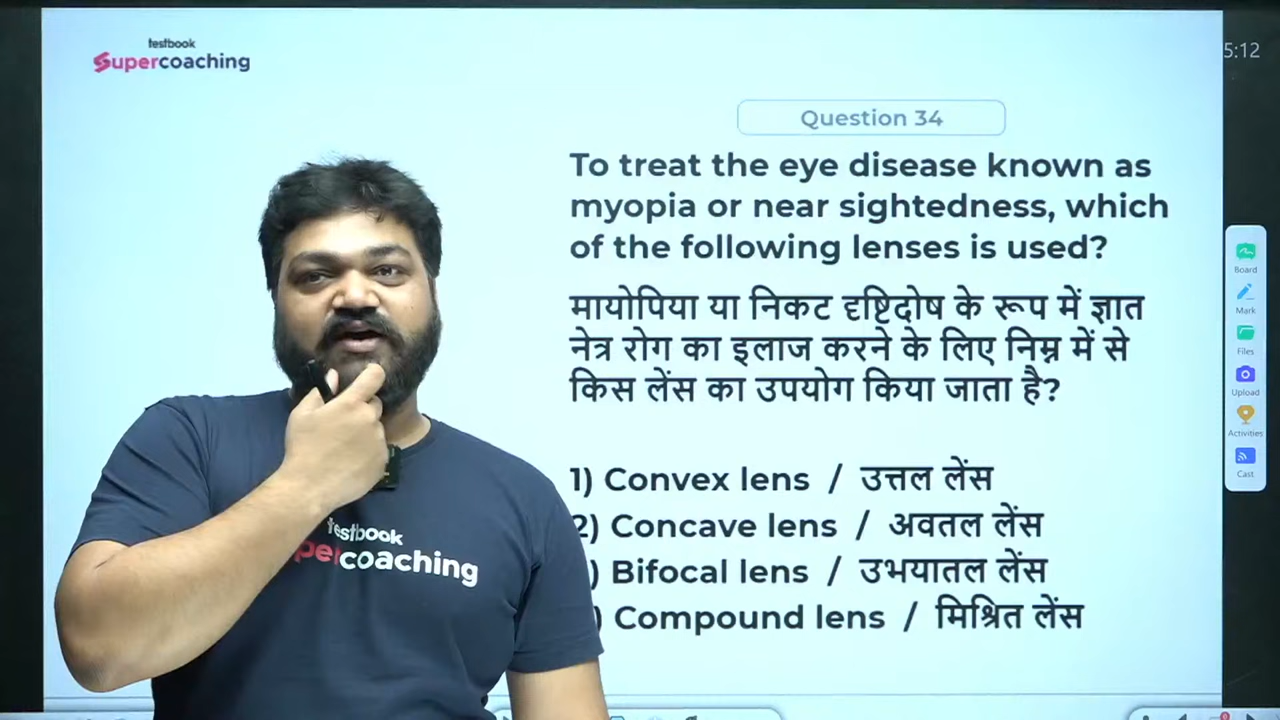 testbook
Supercoaching
5:12
Question 34
To treat the eye disease known as
myopia or near sightedness, which
of the following lenses is used?
मायोपिया या निकट दृष्टिदोष के रूप में ज्ञात
नेत्र रोग का इलाज करने के लिए निम्न में से
किस लेंस का उपयोग किया जाता है?
1) Convex lens / उत्तल लेंस
2) Concave lens / अवतल लेंस
) Bifocal lens / उभयातल लेंस
) Compound lens / मिश्रित लेंस
Board
Mark
Files
Upload
Activities
Cast
testbook
percoaching